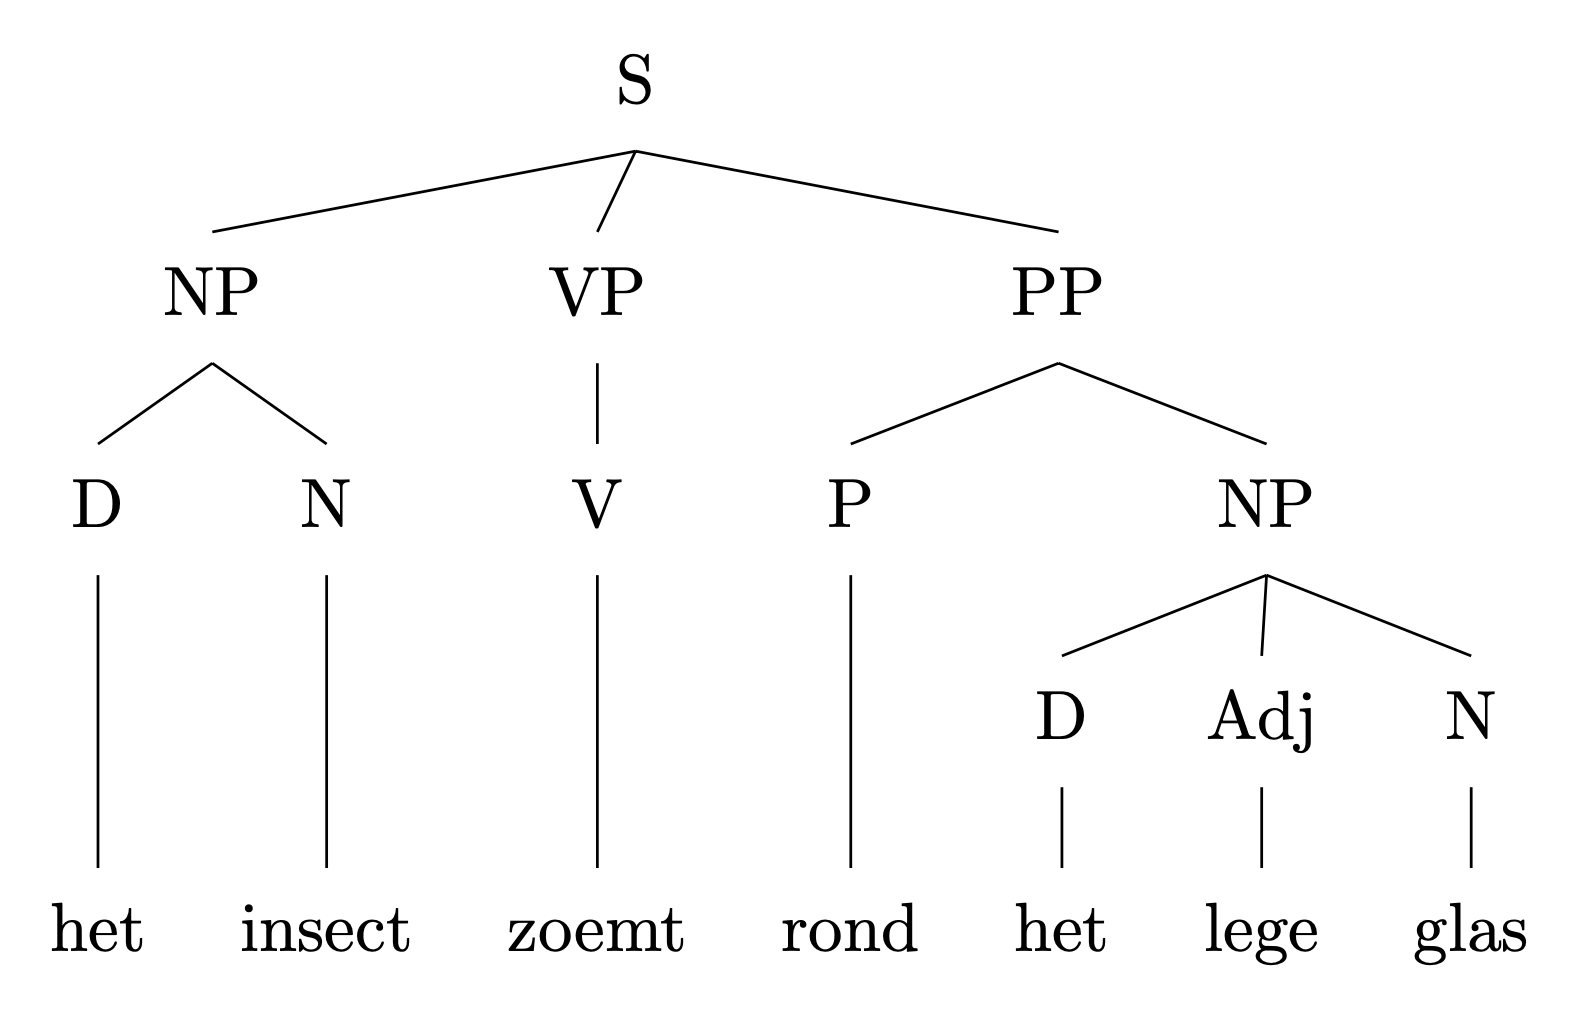 S
NP VP PP
D N V P NP
D Adj N
het insect zoemt rond het lege glas